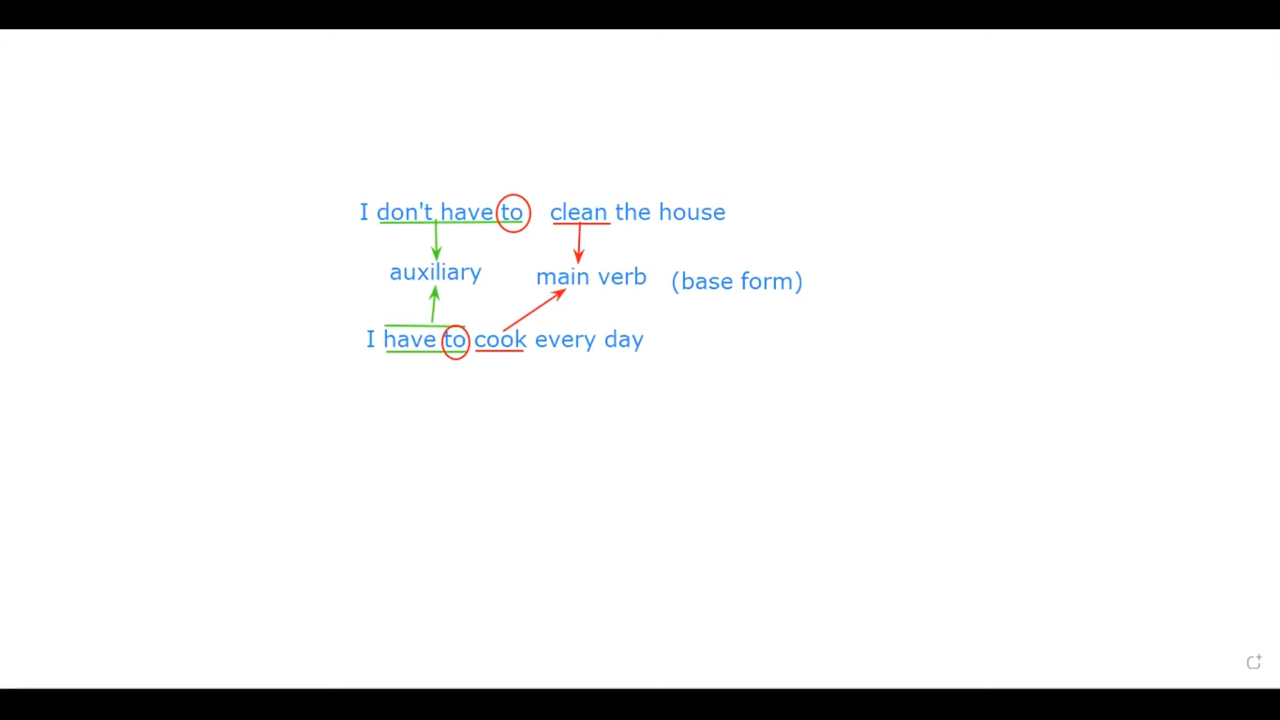 I don't have to clean the house
auxiliary main verb (base form)
I have to cook every day